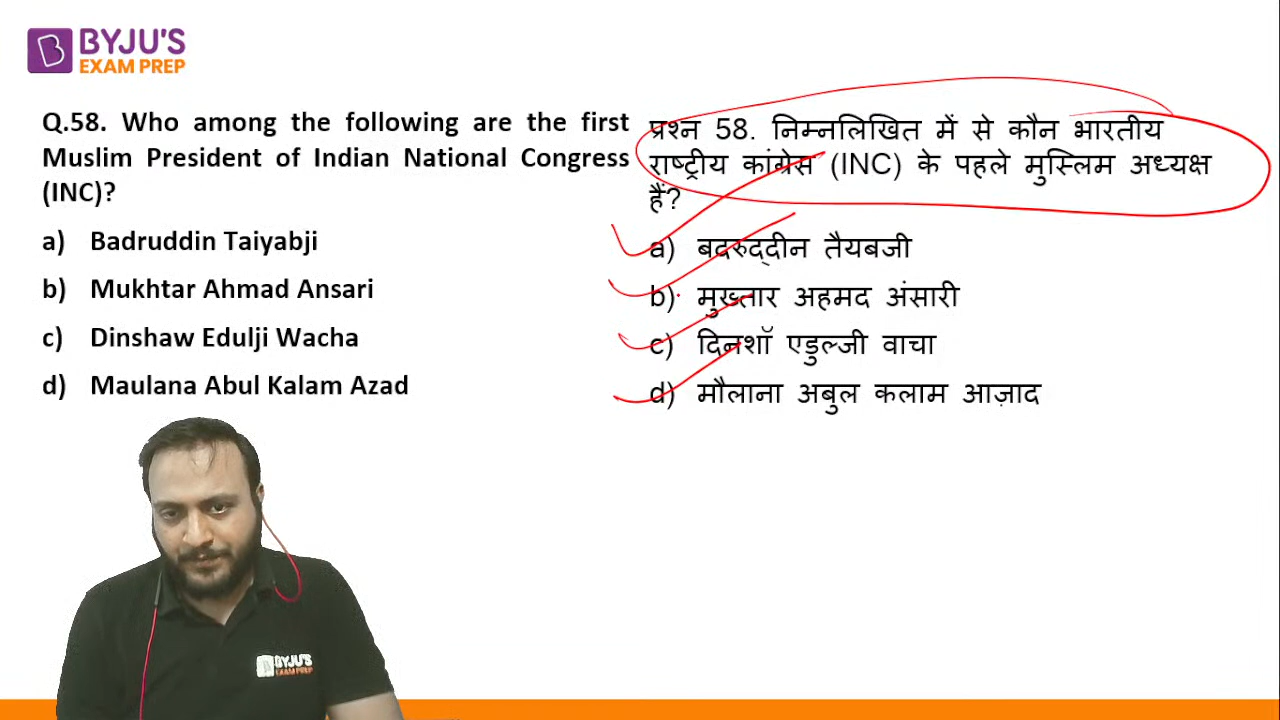 BYJU'S
EXAM PREP
Q.58. Who among the following are the first
Muslim President of Indian National Congress
(INC)?
a) Badruddin Taiyabji
b) Mukhtar Ahmad Ansari
c) Dinshaw Edulji Wacha
d) Maulana Abul Kalam Azad
प्रश्न 58. निम्नलिखित में से कौन भारतीय
राष्ट्रीय कांग्रेस (INC) के पहले मुस्लिम अध्यक्ष
हैं?
a) बदरुद्दीन तैयबजी
b) मुख्तार अहमद अंसारी
c) दिनशॉ एडुल्जी वाचा
d) मौलाना अबुल कलाम आज़ाद
BYJU'S
EXAM PREP